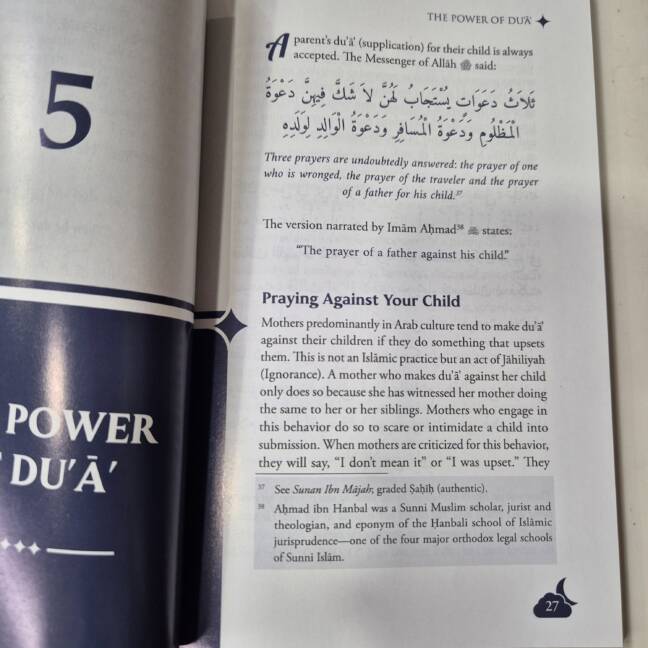 5
POWER
DU'Ā'
THE POWER OF DU'Ā'
A parent's du'ā' (supplication) for their child is always
accepted. The Messenger of Allāh ﷺ said:
ثَلاَثُ دَعَوَاتٍ يُسْتَجَابُ لَهُنَّ لاَ شَكَّ فِيهِنَّ دَعْوَةُ
الْمَظْلُومِ وَدَعْوَةُ الْمُسَافِرِ وَدَعْوَةُ الْوَالِدِ لِوَلَدِهِ
Three prayers are undoubtedly answered: the prayer of one
who is wronged, the prayer of the traveler and the prayer
of a father for his child.37
The version narrated by Imām Aḥmad38 states:
"The prayer of a father against his child."
Praying Against Your Child
Mothers predominantly in Arab culture tend to make du'ā'
against their children if they do something that upsets
them. This is not an Islāmic practice but an act of Jāhiliyah
(Ignorance). A mother who makes du'ā' against her child
only does so because she has witnessed her mother doing
the same to her or her siblings. Mothers who engage in
this behavior do so to scare or intimidate a child into
submission. When mothers are criticized for this behavior,
they will say, "I don't mean it" or "I was upset." They
37 See Sunan Ibn Mājah; graded Ṣaḥīḥ (authentic).
38 Aḥmad ibn Hanbal was a Sunni Muslim scholar, jurist and
theologian, and eponym of the Ḥanbali school of Islāmic
jurisprudence—one of the four major orthodox legal schools
of Sunni Islām.
27